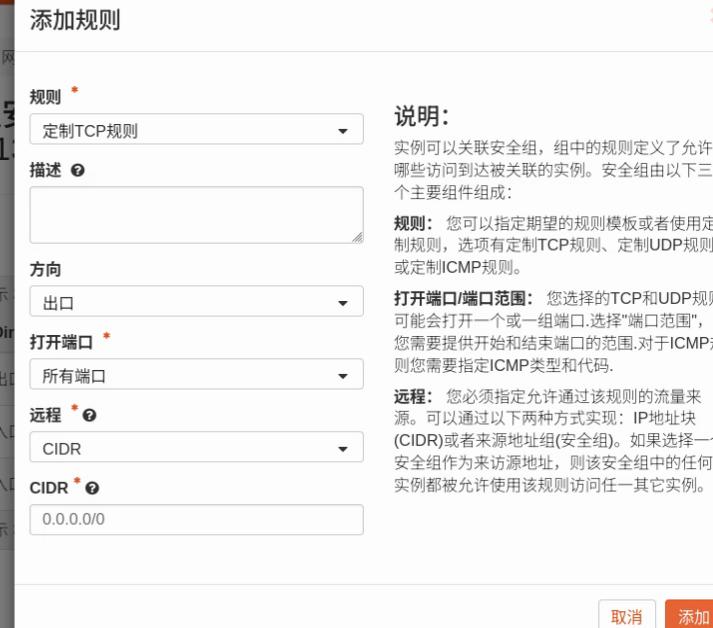 添加规则
规则 *
定制TCP规则
描述
方向
出口
打开端口 *
所有端口
远程 *
CIDR
CIDR *
0.0.0.0/0
说明：
实例可以关联安全组，组中的规则定义了允许
哪些访问到达被关联的实例。安全组由以下三
个主要组件组成：
规则： 您可以指定期望的规则模板或者使用定
制规则，选项有定制TCP规则、定制UDP规则
或定制ICMP规则。
打开端口/端口范围： 您选择的TCP和UDP规则
可能会打开一个或一组端口.选择"端口范围"，
您需要提供开始和结束端口的范围.对于ICMP规
则您需要指定ICMP类型和代码.
远程： 您必须指定允许通过该规则的流量来
源。可以通过以下两种方式实现：IP地址块
(CIDR)或者来源地址组(安全组)。如果选择一个
安全组作为来访源地址，则该安全组中的任何
实例都被允许使用该规则访问任一其它实例。
取消
添加